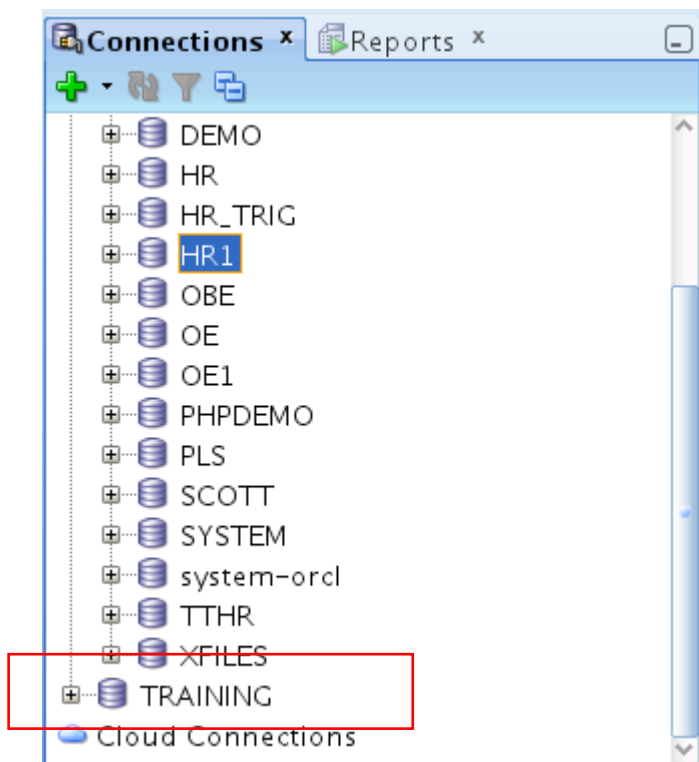 Connections x Reports x
DEMO
HR
HR_TRIG
HR1
OBE
OE
OE1
PHPDEMO
PLS
SCOTT
SYSTEM
system-orcl
TTHR
XFILES
TRAINING
Cloud Connections